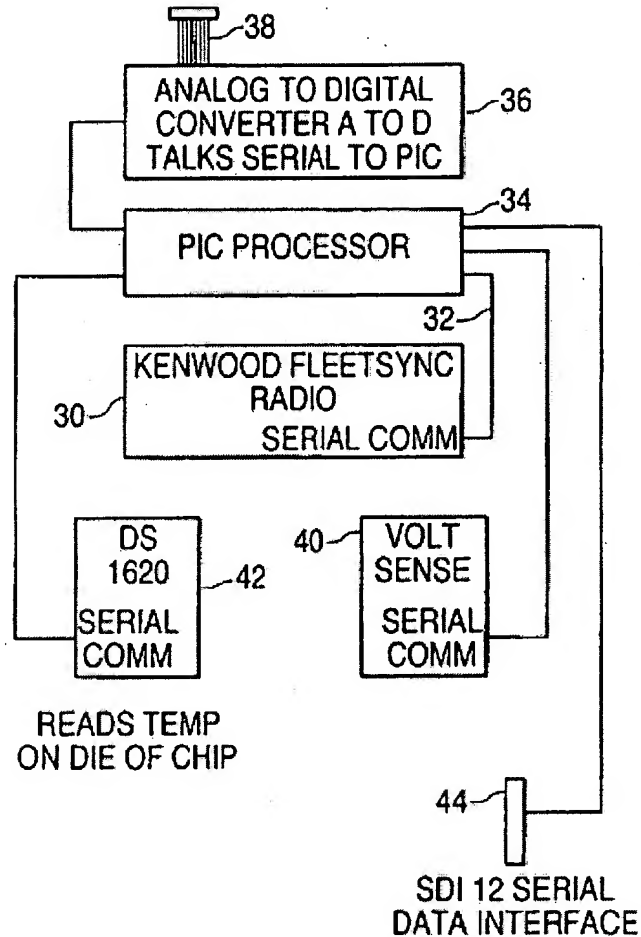 38
ANALOG TO DIGITAL
CONVERTER A TO D
TALKS SERIAL TO PIC
36
34
PIC PROCESSOR
32
KENWOOD FLEETSYNC
RADIO
30
SERIAL COMM
DS
1620
42
SERIAL
COMM
40
VOLT
SENSE
SERIAL
COMM
READS TEMP
ON DIE OF CHIP
44
SDI 12 SERIAL
DATA INTERFACE